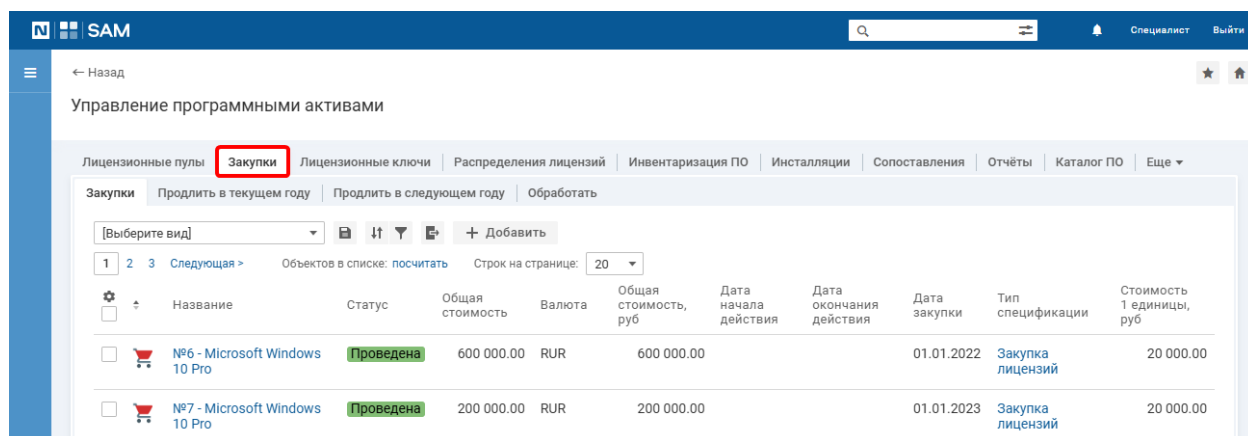 N SAM Специалист Выйти
← Назад
Управление программными активами
Лицензионные пулы Закупки Лицензионные ключи Распределения лицензий Инвентаризация ПО Инсталляции Сопоставления Отчёты Каталог ПО Еще
Закупки Продлить в текущем году Продлить в следующем году Обработать
[Выберите вид] + Добавить
1 2 3 Следующая > Объектов в списке: посчитать Строк на странице: 20
Название Статус Общая стоимость Валюта Общая стоимость, руб Дата начала действия Дата окончания действия Дата закупки Тип спецификации Стоимость 1 единицы, руб
№6 - Microsoft Windows 10 Pro Проведена 600 000.00 RUR 600 000.00 01.01.2022 Закупка лицензий 20 000.00
№7 - Microsoft Windows 10 Pro Проведена 200 000.00 RUR 200 000.00 01.01.2023 Закупка лицензий 20 000.00